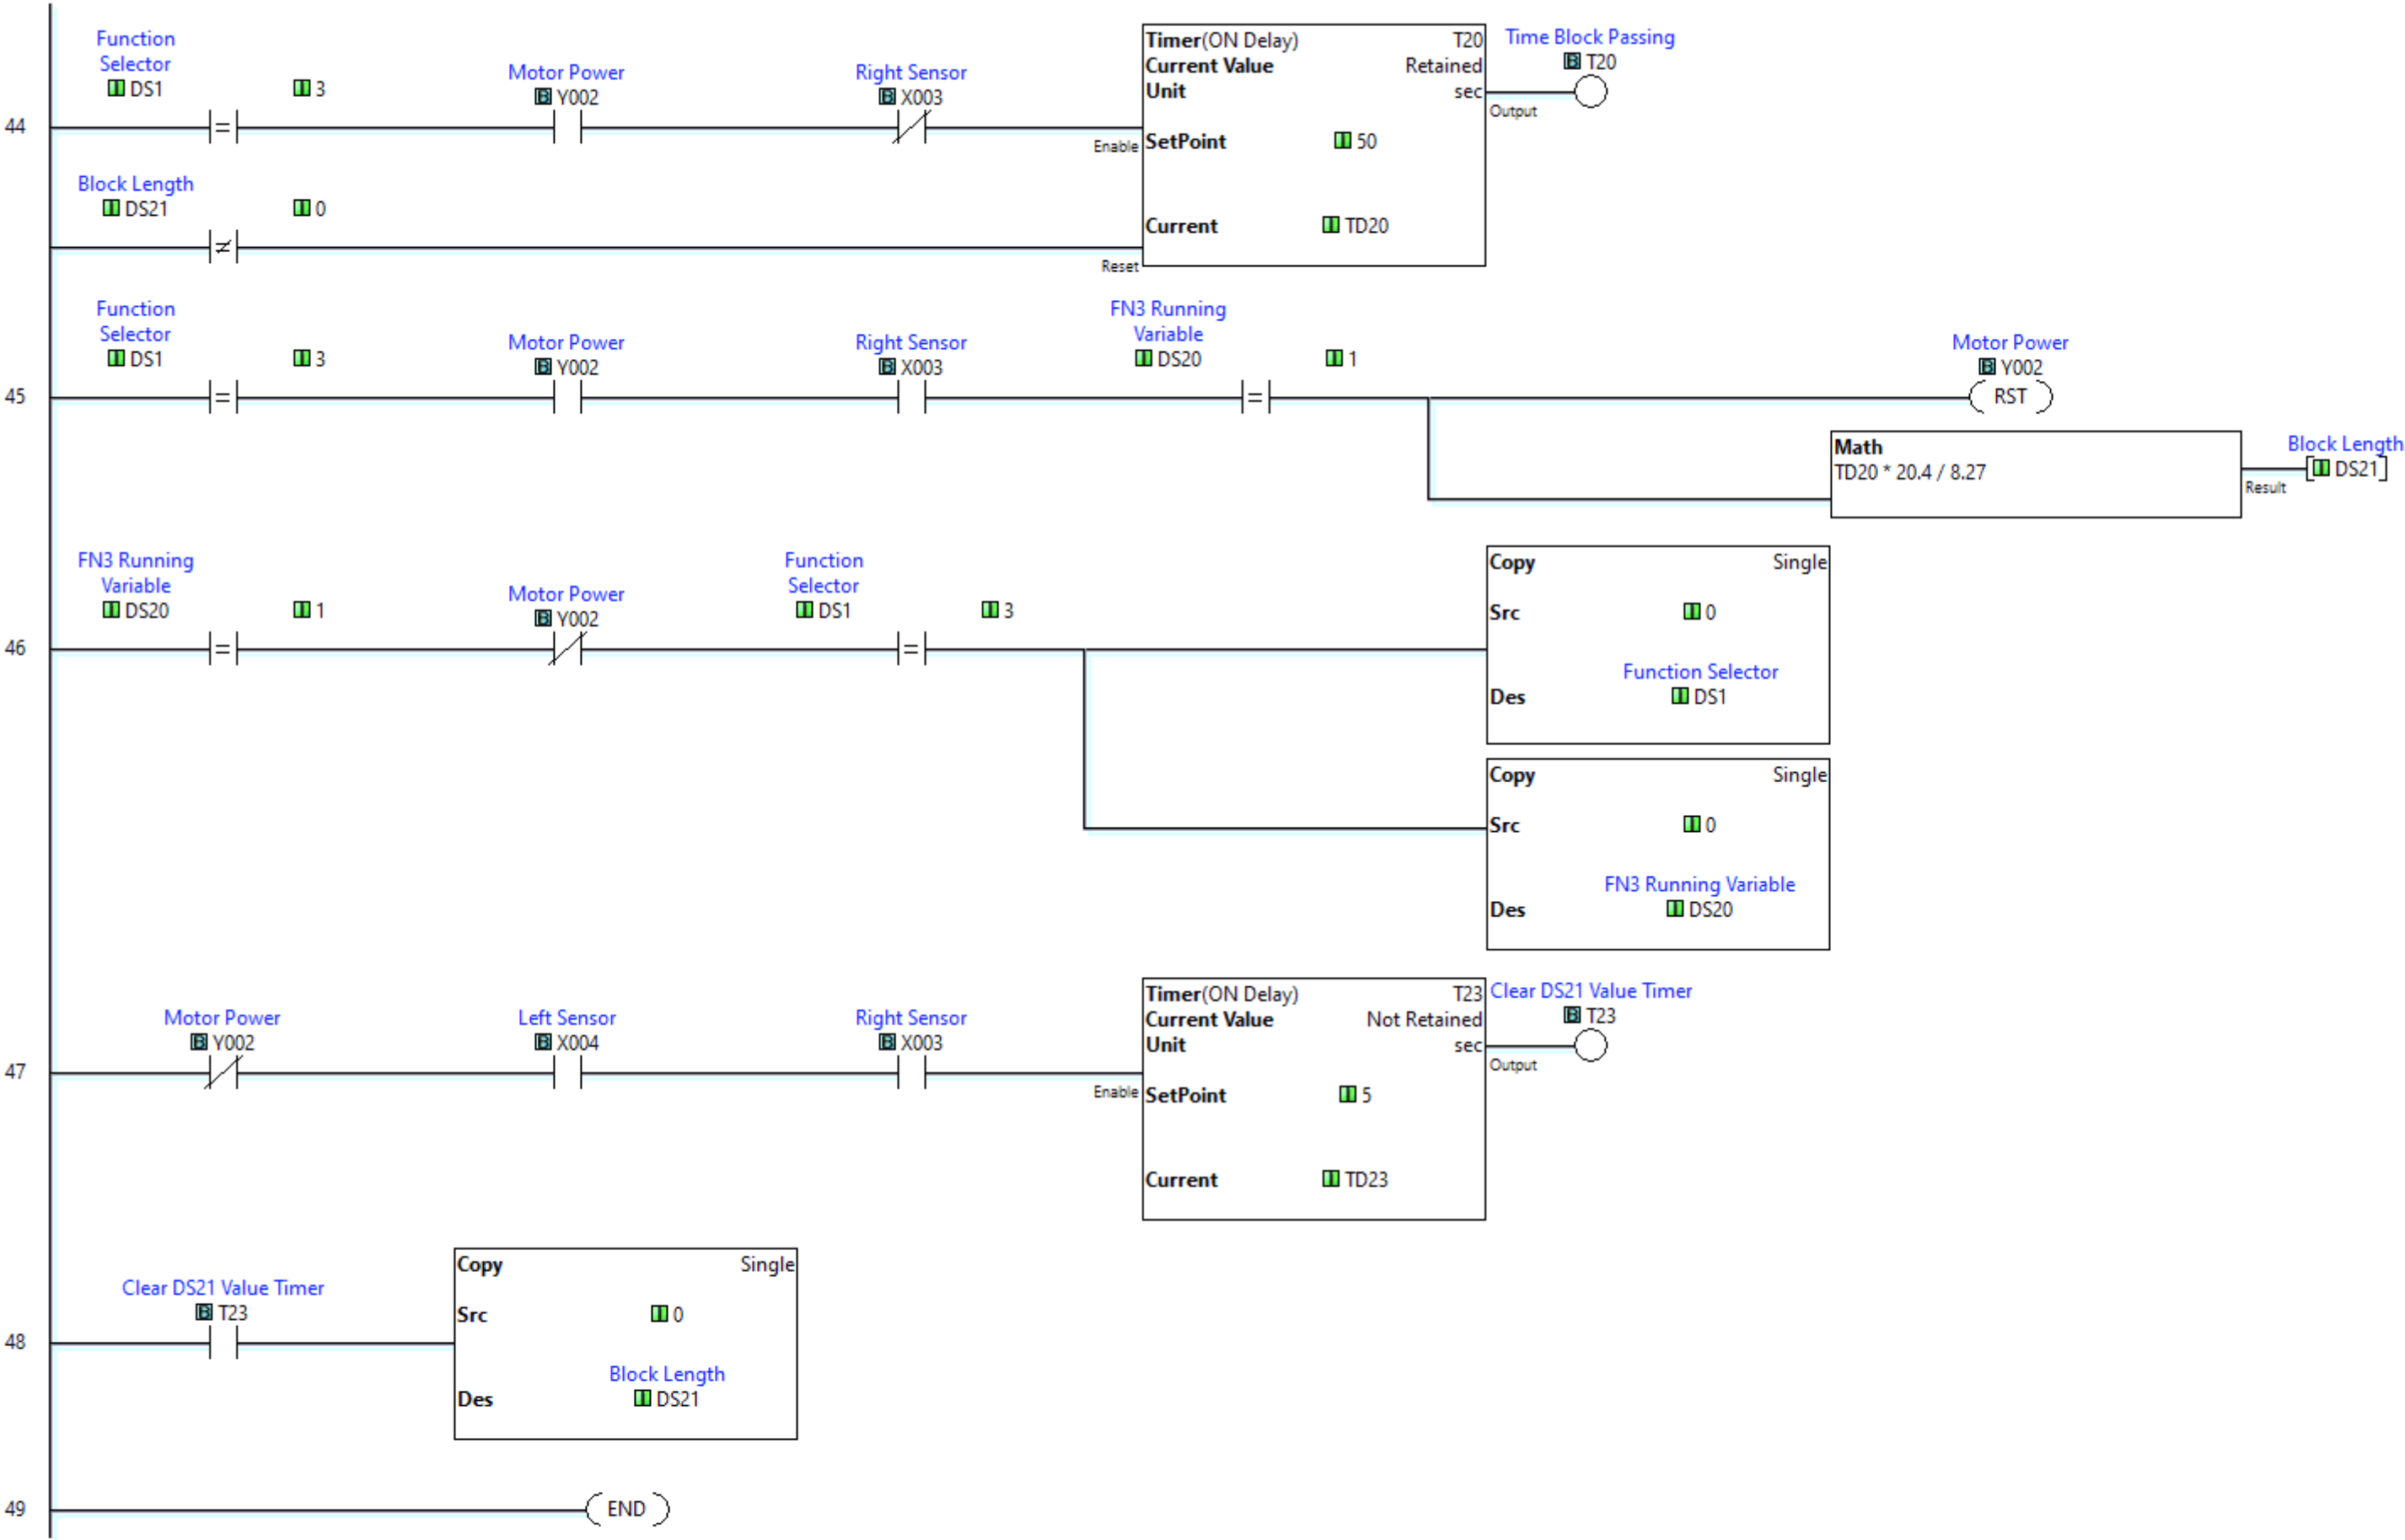 44
Function
Selector
DS1
3
=
Motor Power
B Y002
Right Sensor
B X003
Enable
Timer(ON Delay) T20
Current Value Retained
Unit sec
SetPoint 50
Current TD20
Output
Time Block Passing
B T20
Block Length
DS21
0
≠
Reset
45
Function
Selector
DS1
3
=
Motor Power
B Y002
Right Sensor
B X003
FN3 Running
Variable
DS20
1
=
Motor Power
B Y002
RST
Math
TD20 * 20.4 / 8.27
Result
Block Length
DS21
46
FN3 Running
Variable
DS20
1
=
Motor Power
B Y002
Function
Selector
DS1
3
=
Copy Single
Src 0
Function Selector
Des DS1
Copy Single
Src 0
FN3 Running Variable
Des DS20
47
Motor Power
B Y002
Left Sensor
B X004
Right Sensor
B X003
Enable
Timer(ON Delay) T23
Current Value Not Retained
Unit sec
SetPoint 5
Current TD23
Output
Clear DS21 Value Timer
B T23
48
Clear DS21 Value Timer
B T23
Copy Single
Src 0
Block Length
Des DS21
49
END